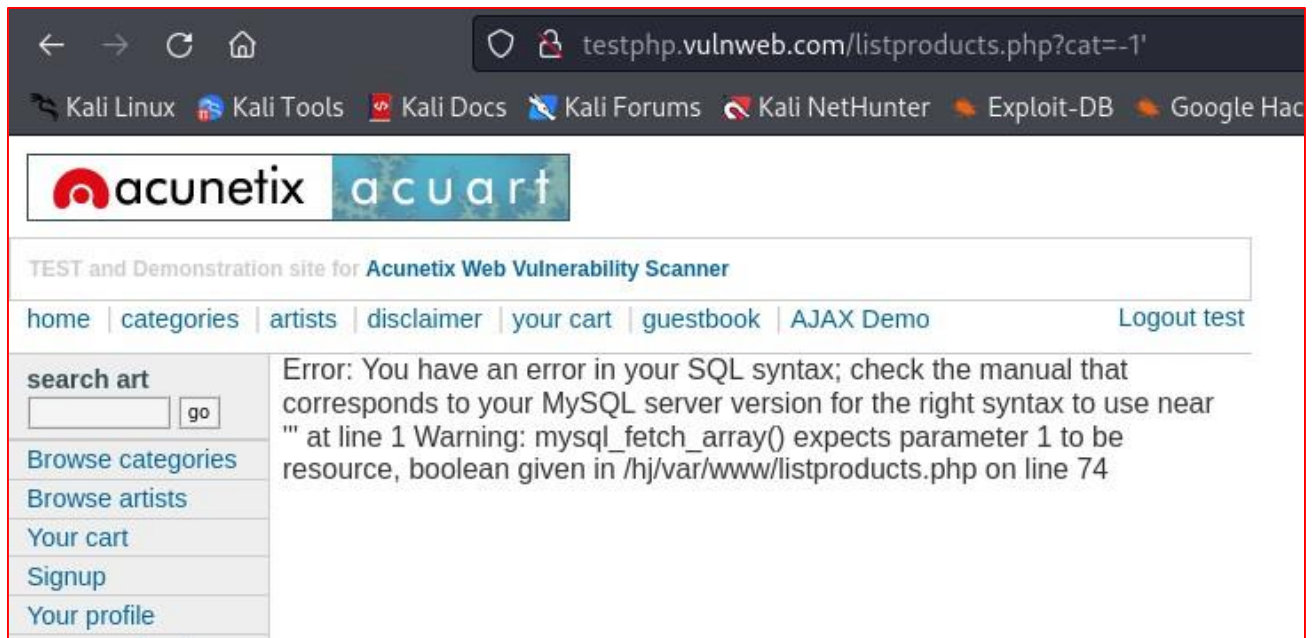 testphp.vulnweb.com/listproducts.php?cat=-1'
Kali Linux Kali Tools Kali Docs Kali Forums Kali NetHunter Exploit-DB Google Hac
acunetix acuart
TEST and Demonstration site for Acunetix Web Vulnerability Scanner
home | categories | artists | disclaimer | your cart | guestbook | AJAX Demo Logout test
search art
go
Browse categories
Browse artists
Your cart
Signup
Your profile
Error: You have an error in your SQL syntax; check the manual that
corresponds to your MySQL server version for the right syntax to use near
''' at line 1 Warning: mysql_fetch_array() expects parameter 1 to be
resource, boolean given in /hj/var/www/listproducts.php on line 74